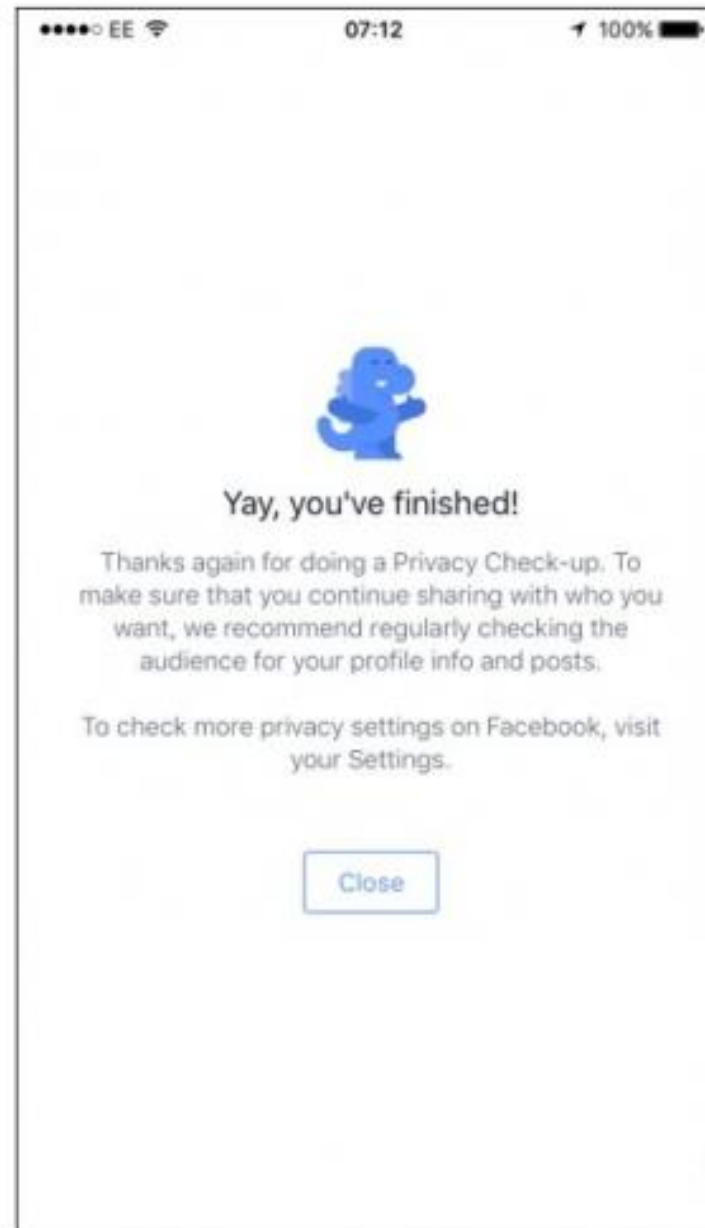 EE 07:12 100%
Yay, you've finished!
Thanks again for doing a Privacy Check-up. To
make sure that you continue sharing with who you
want, we recommend regularly checking the
audience for your profile info and posts.
To check more privacy settings on Facebook, visit
your Settings.
Close